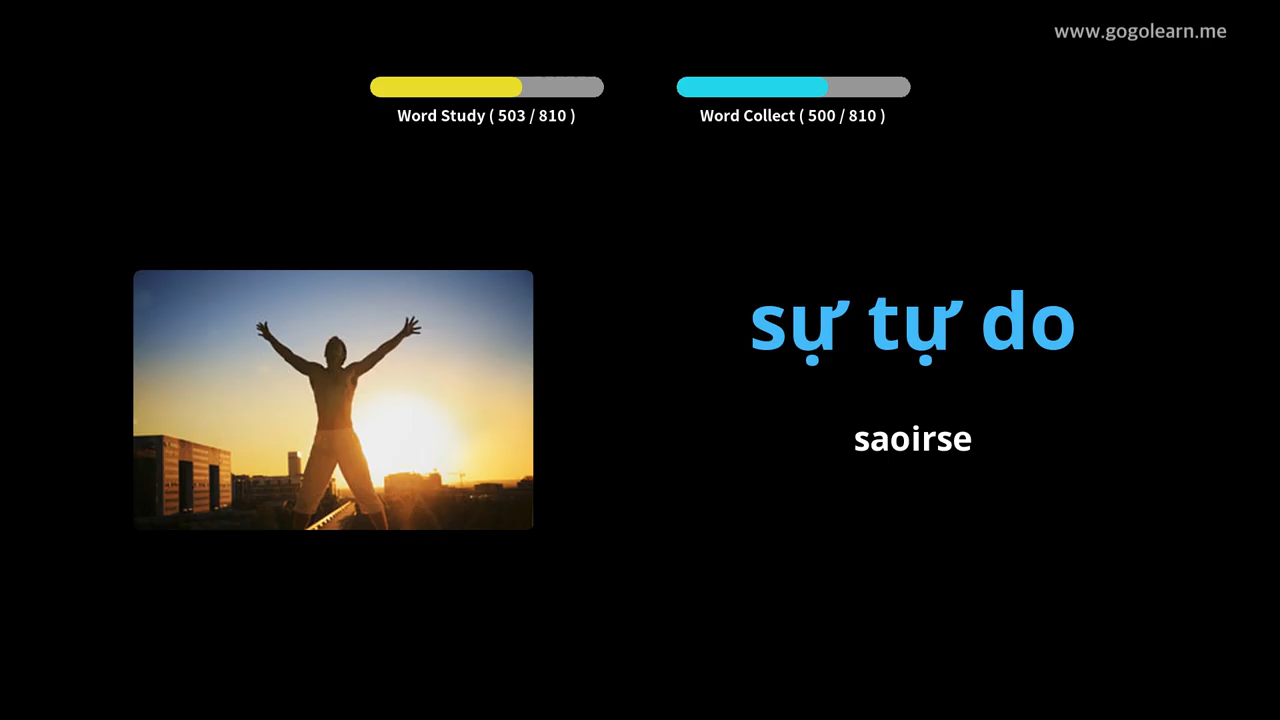 www.gogolearn.me
Word Study ( 503 / 810 )
Word Collect ( 500 / 810 )
sự tự do
saoirse